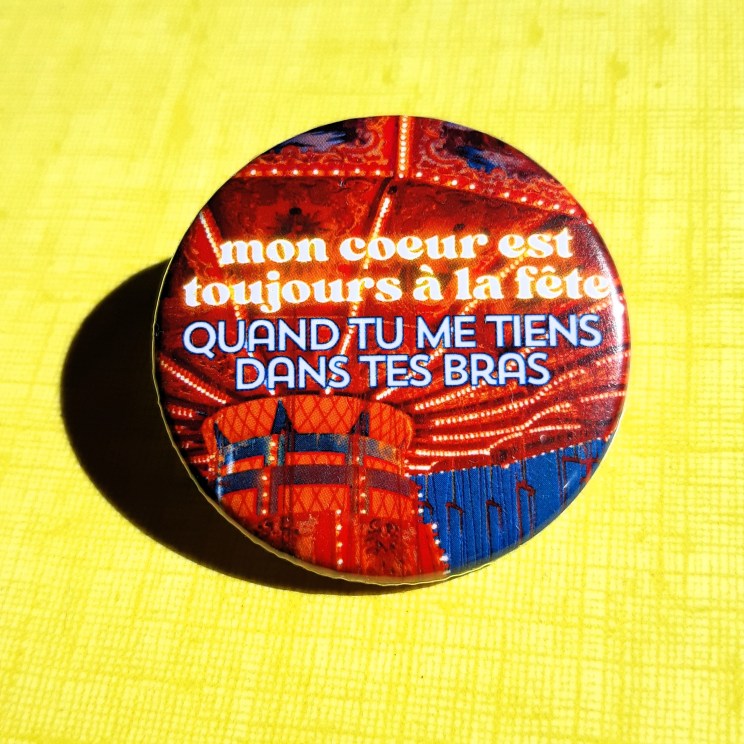 mon coeur est
toujours à la fête
QUAND TU ME TIENS
DANS TES BRAS